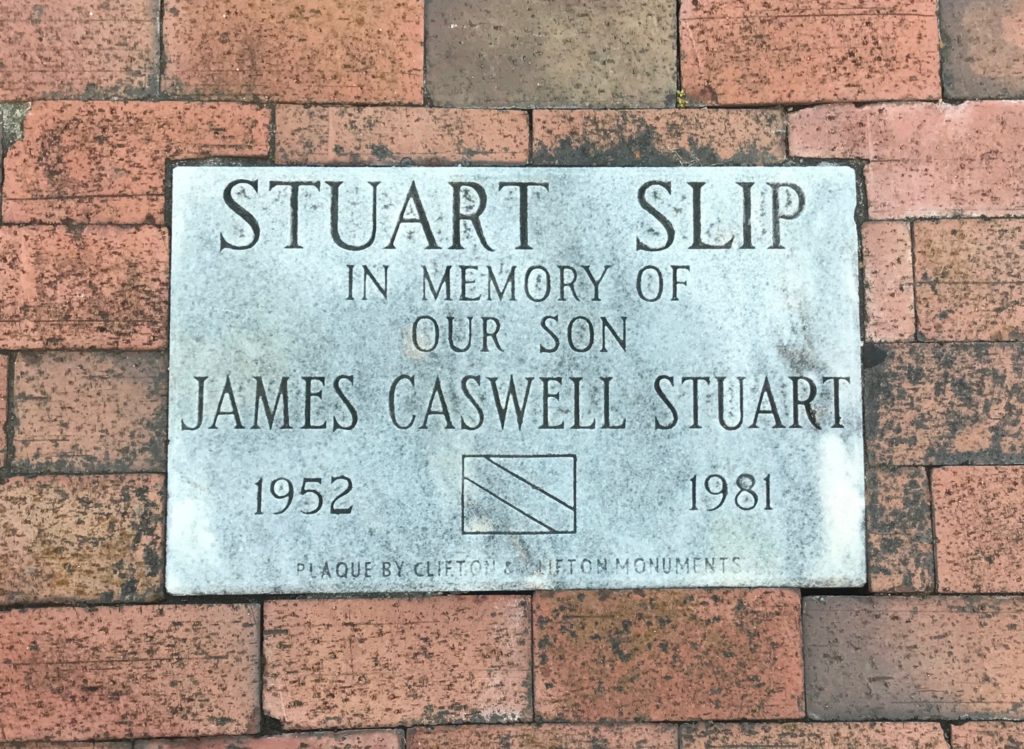 STUART SLIP
IN MEMORY OF
OUR SON
JAMES CASWELL STUART
1952 1981
PLAQUE BY CLIFTON & CLIFTON MONUMENTS